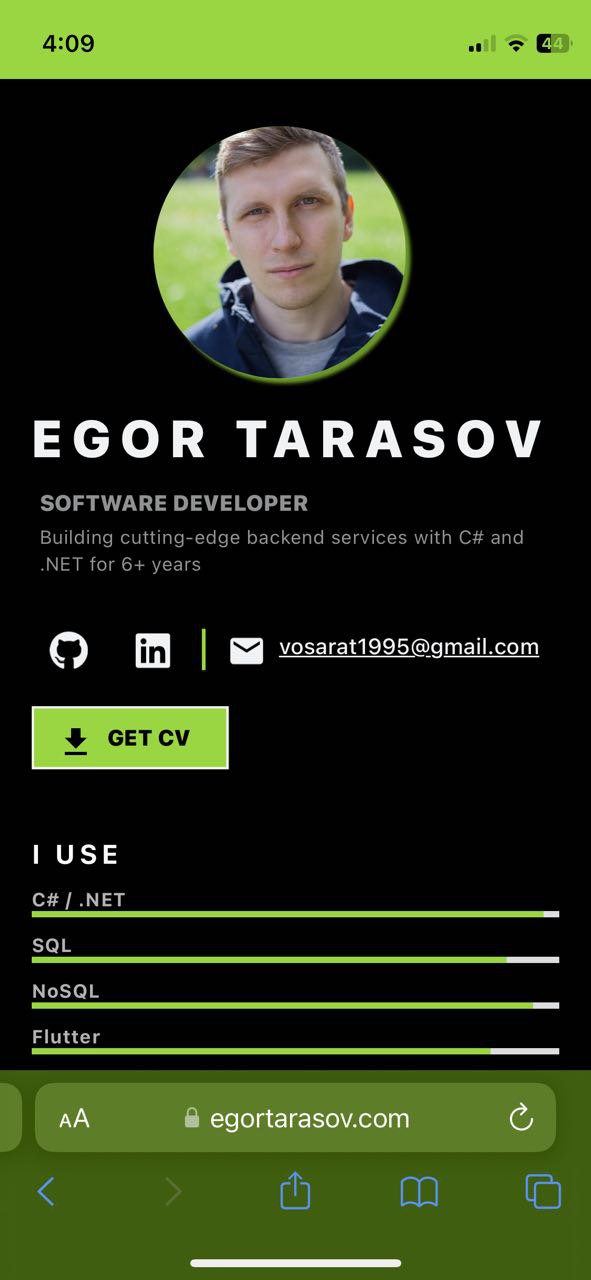 4:09
44
EGOR TARASOV
SOFTWARE DEVELOPER
Building cutting-edge backend services with C# and
.NET for 6+ years
in
vosarat1995@gmail.com
GET CV
I USE
C# / .NET
SQL
NoSQL
Flutter
AA
egortarasov.com